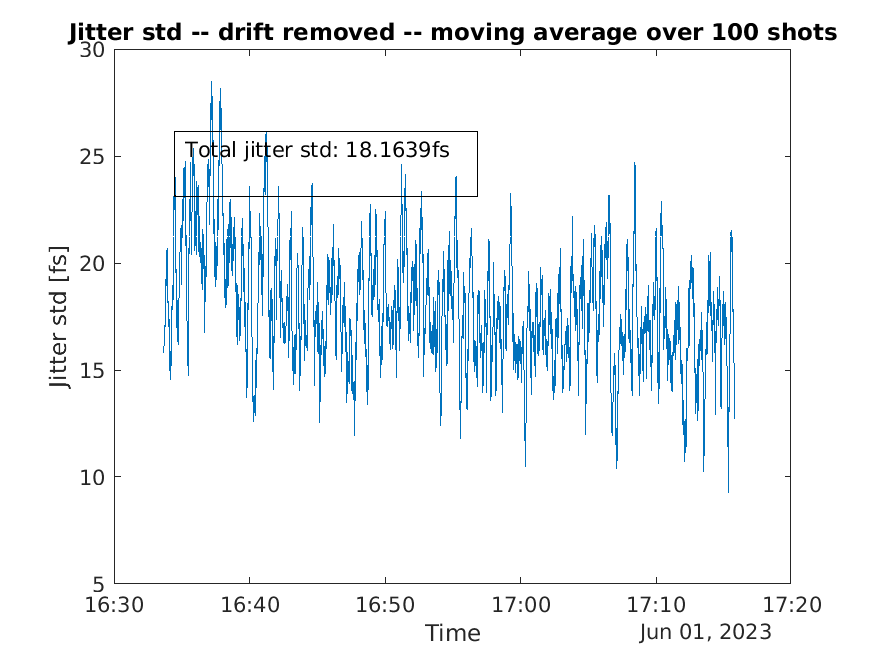 Jitter std -- drift removed -- moving average over 100 shots
30
25
20
15
10
5
Jitter std [fs]
Total jitter std: 18.1639fs
16:30 16:40 16:50 17:00 17:10 17:20
Time
Jun 01, 2023